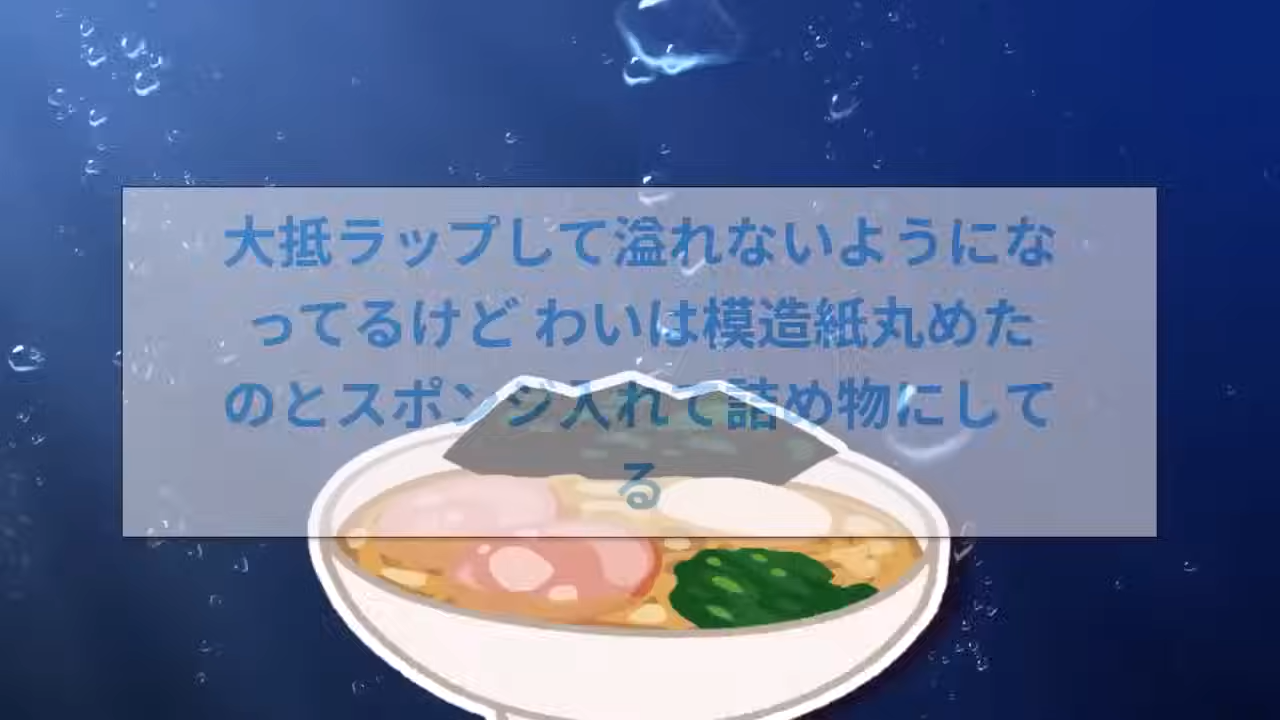 大抵ラップして溢れないようにな
ってるけど わいは模造紙丸めた
のとスポンジ入れて詰め物にして
る